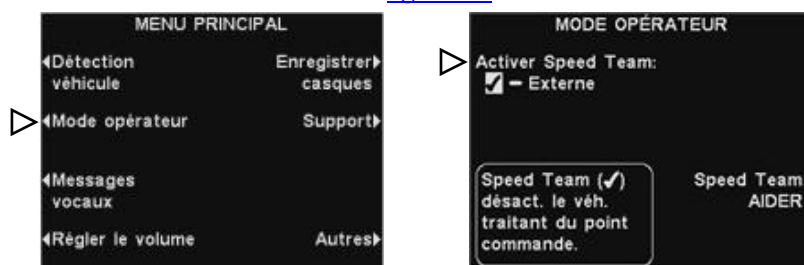 MENU PRINCIPAL
Détection
véhicule
Enregistrer
casques
Mode opérateur
Support
Messages
vocaux
Régler le volume
Autres
MODE OPÉRATEUR
Activer Speed Team:
✓ – Externe
Speed Team (✓)
désact. le véh.
traitant du point
commande.
Speed Team
AIDER